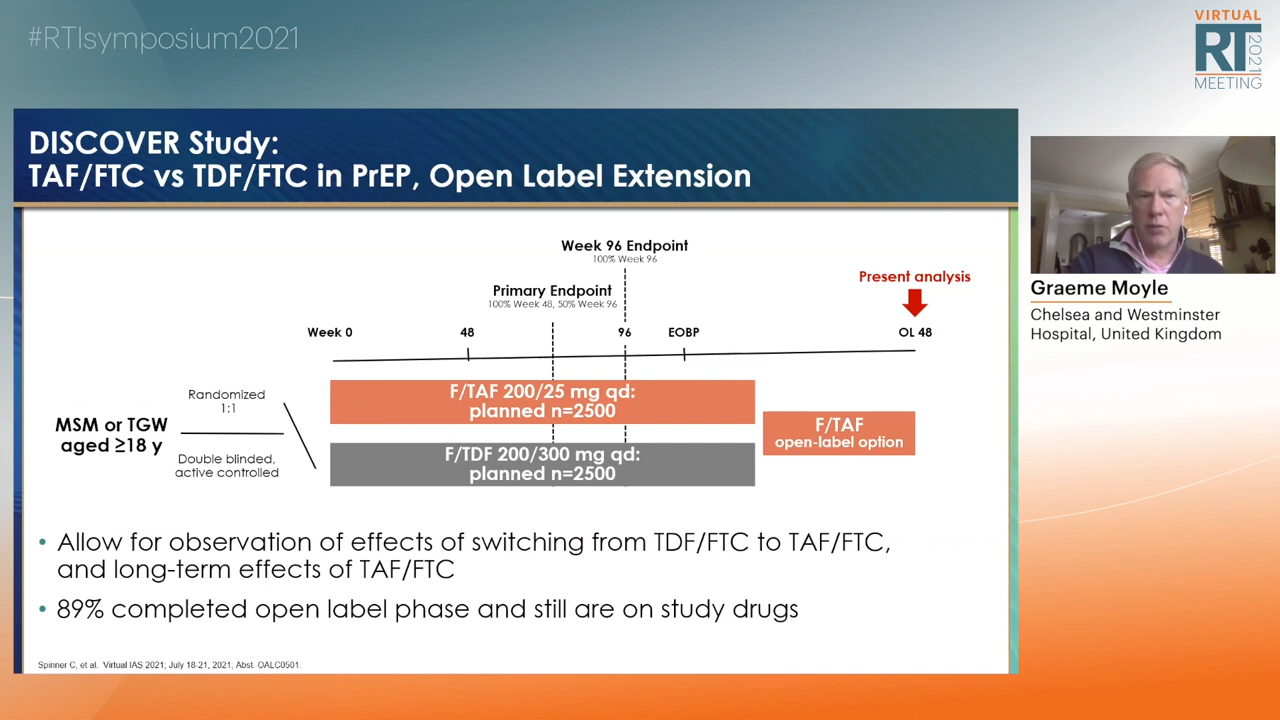 #RTIsymposium2021
VIRTUAL
RT
2021
MEETING
DISCOVER Study:
TAF/FTC vs TDF/FTC in PrEP, Open Label Extension
Week 96 Endpoint
100% Week 96
Present analysis
Primary Endpoint
100% Week 48, 50% Week 96
Week 0
48
96
EOBP
OL 48
MSM or TGW
aged ≥18 y
Randomized
1:1
Double blinded,
active controlled
F/TAF 200/25 mg qd:
planned n=2500
F/TDF 200/300 mg qd:
planned n=2500
F/TAF
open-label option
• Allow for observation of effects of switching from TDF/FTC to TAF/FTC,
and long-term effects of TAF/FTC
• 89% completed open label phase and still are on study drugs
Spinner C, et al. Virtual IAS 2021; July 18-21, 2021; Abst. OALC0501.
Graeme Moyle
Chelsea and Westminster
Hospital, United Kingdom